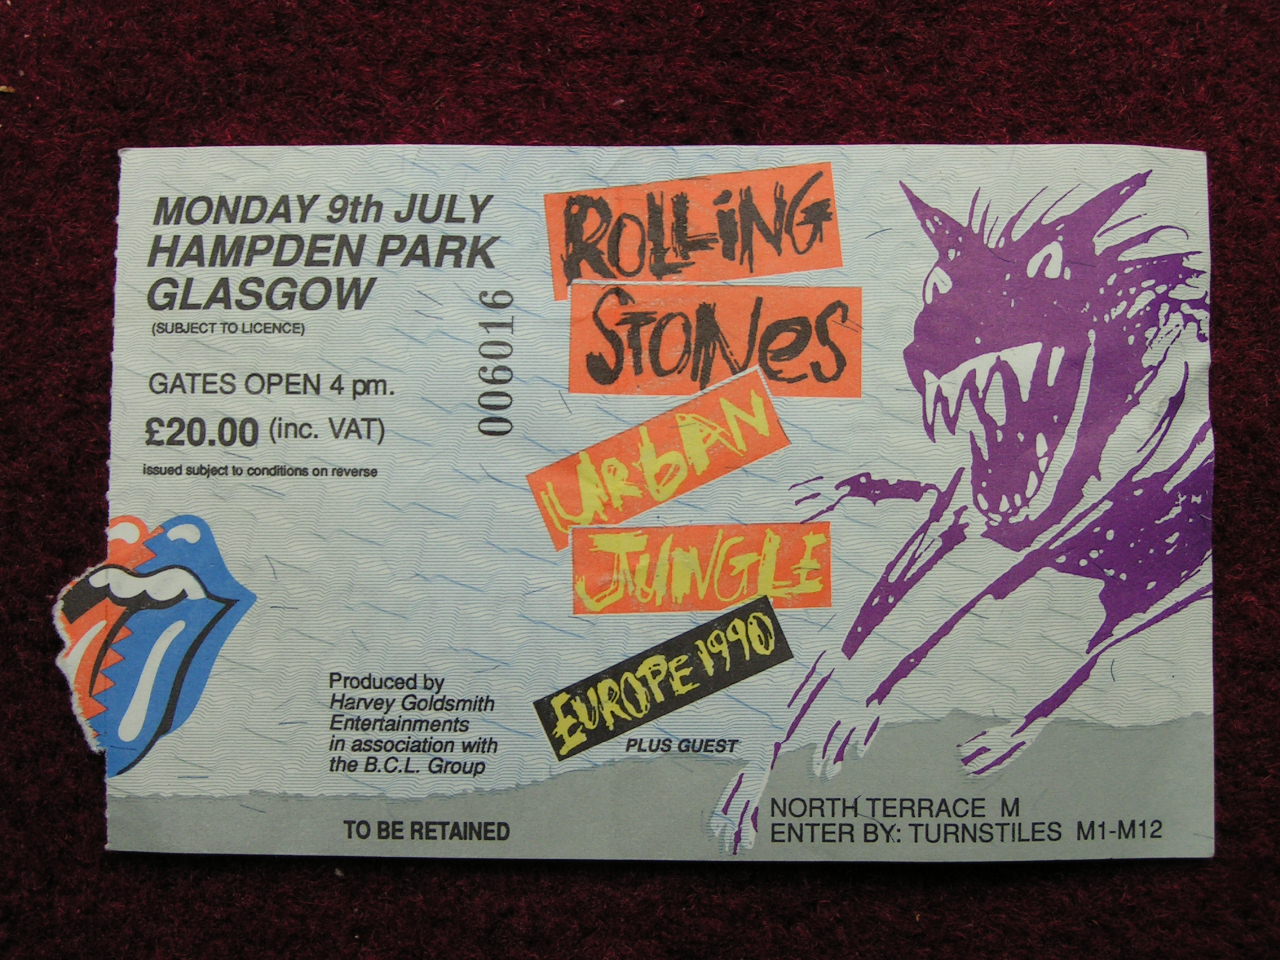 MONDAY 9th JULY
HAMPDEN PARK
GLASGOW
(SUBJECT TO LICENCE)
GATES OPEN 4 pm.
£20.00 (inc. VAT)
issued subject to conditions on reverse
0066016
ROLLiNG
STONeS
URbAN
JUNGLE
EUROPE 1990
PLUS GUEST
Produced by
Harvey Goldsmith
Entertainments
in association with
the B.C.L. Group
TO BE RETAINED
NORTH TERRACE M
ENTER BY: TURNSTILES M1-M12